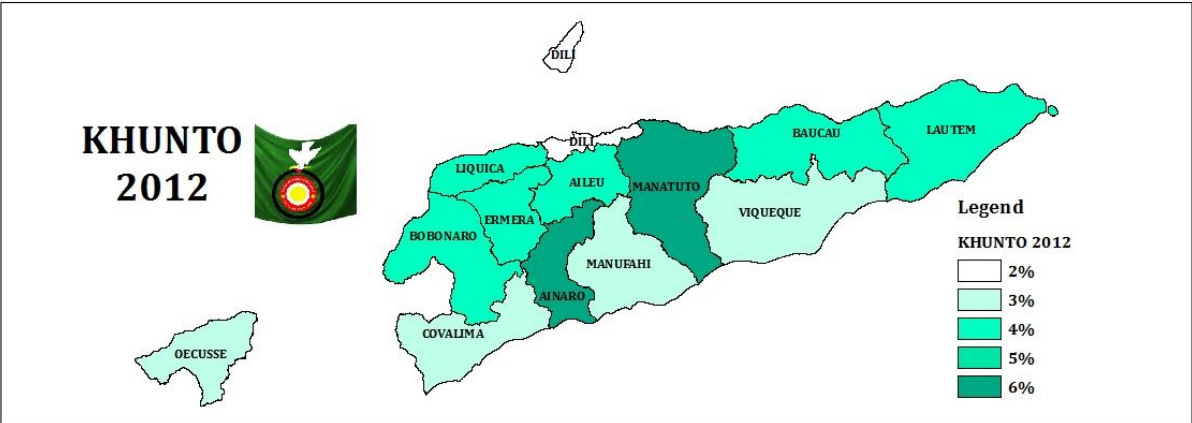 KHUNTO
2012
DILI
DILI
BAUCAU
LAUTEM
LIQUICA
AILEU
MANATUTO
ERMERA
VIQUEQUE
BOBONARO
MANUFAHI
AINARO
COVALIMA
OECUSSE
Legend
KHUNTO 2012
2%
3%
4%
5%
6%